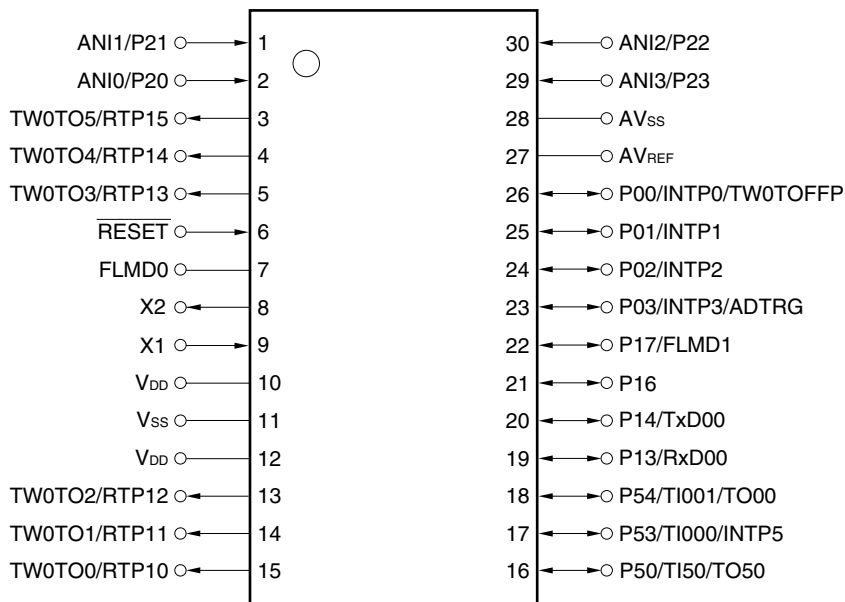 ANI1/P21 1 30 ANI2/P22
ANI0/P20 2 29 ANI3/P23
TW0TO5/RTP15 3 28 AVSS
TW0TO4/RTP14 4 27 AVREF
TW0TO3/RTP13 5 26 P00/INTP0/TW0TOFFP
RESET 6 25 P01/INTP1
FLMD0 7 24 P02/INTP2
X2 8 23 P03/INTP3/ADTRG
X1 9 22 P17/FLMD1
VDD 10 21 P16
VSS 11 20 P14/TxD00
VDD 12 19 P13/RxD00
TW0TO2/RTP12 13 18 P54/TI001/TO00
TW0TO1/RTP11 14 17 P53/TI000/INTP5
TW0TO0/RTP10 15 16 P50/TI50/TO50